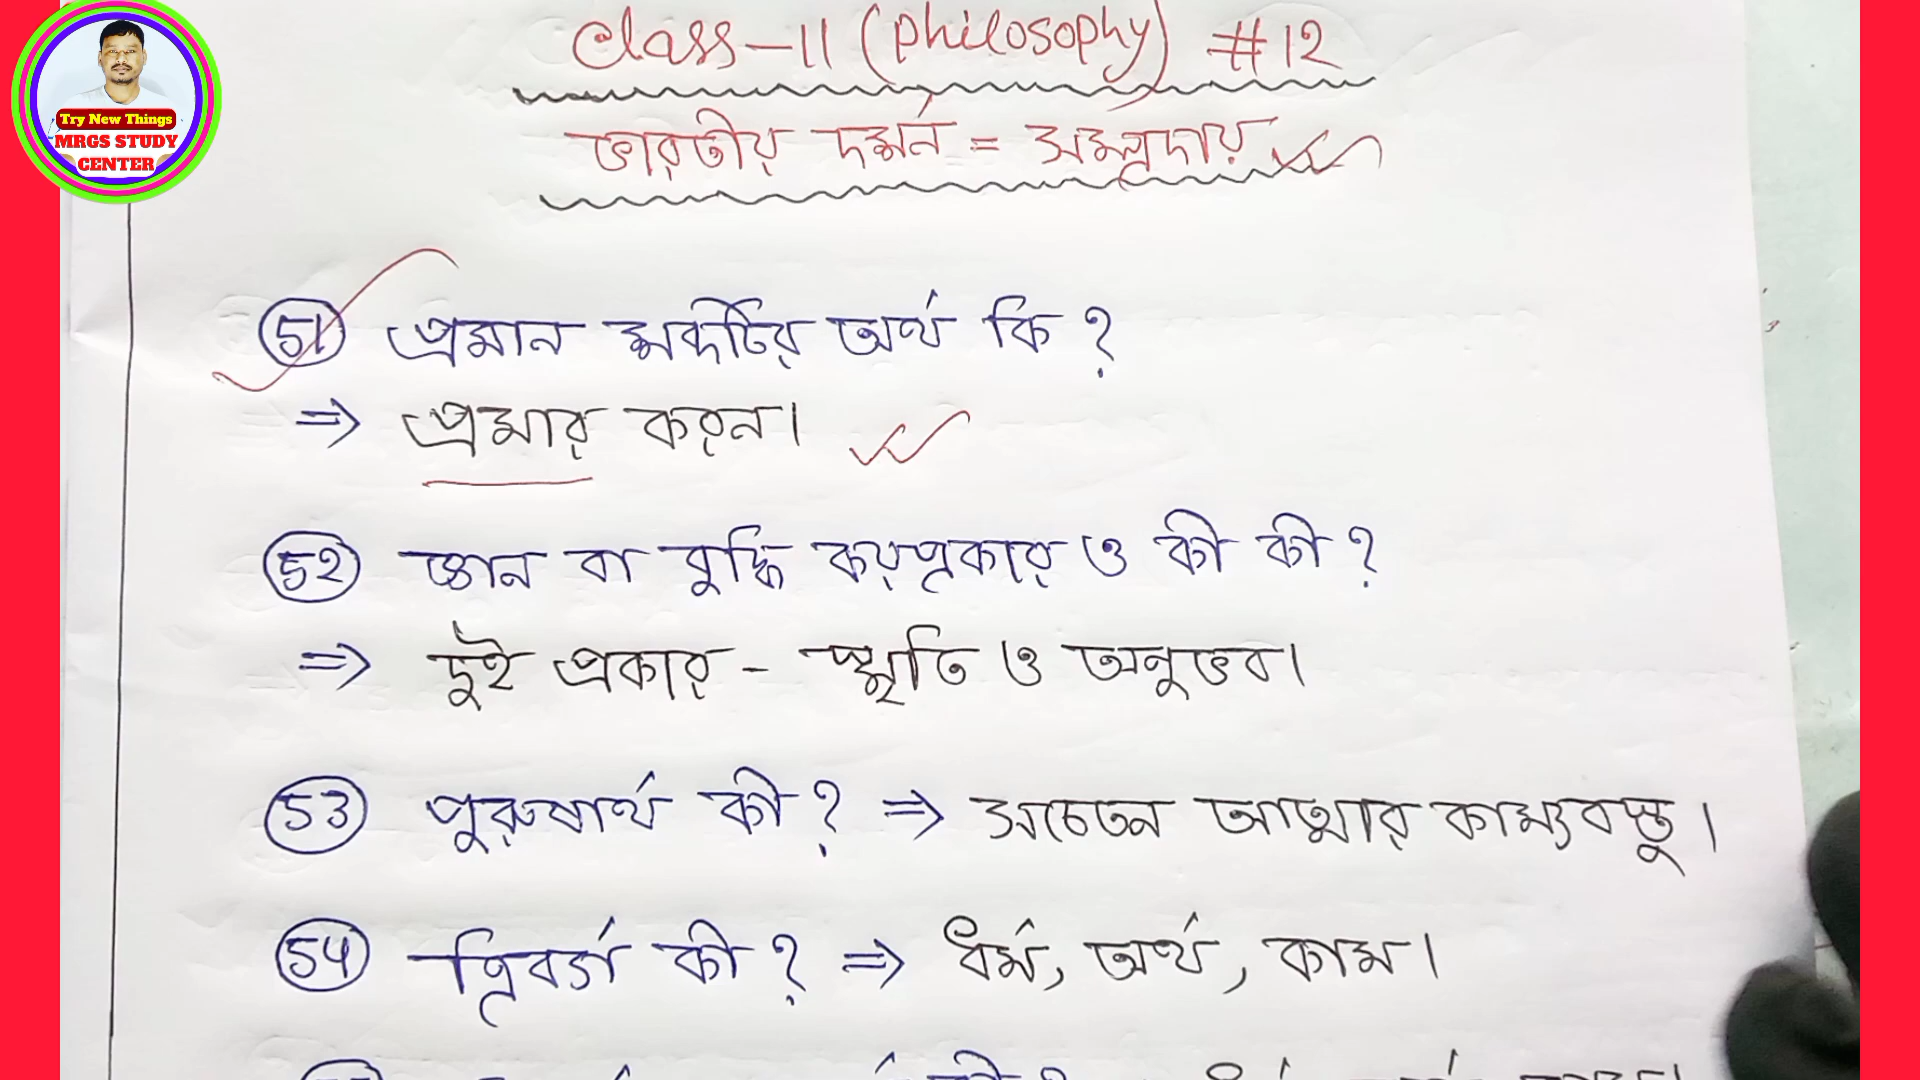 Try New Things
MRGS STUDY
CENTER
Class-11 (Philosophy) #12
ভারতীয় দর্শন = সম্প্রদায়
51 প্রমান শব্দটির অর্থ কি ?
⇒ প্রমার করন।
52 জ্ঞান বা বুদ্ধি কয়প্রকার ও কী কী ?
⇒ দুই প্রকার - স্মৃতি ও অনুভব।
53 পুরুষার্থ কী ? ⇒ সচেতন আত্মার কাম্যবস্তু।
54 ত্রিবর্গ কী ? ⇒ ধর্ম, অর্থ, কাম।